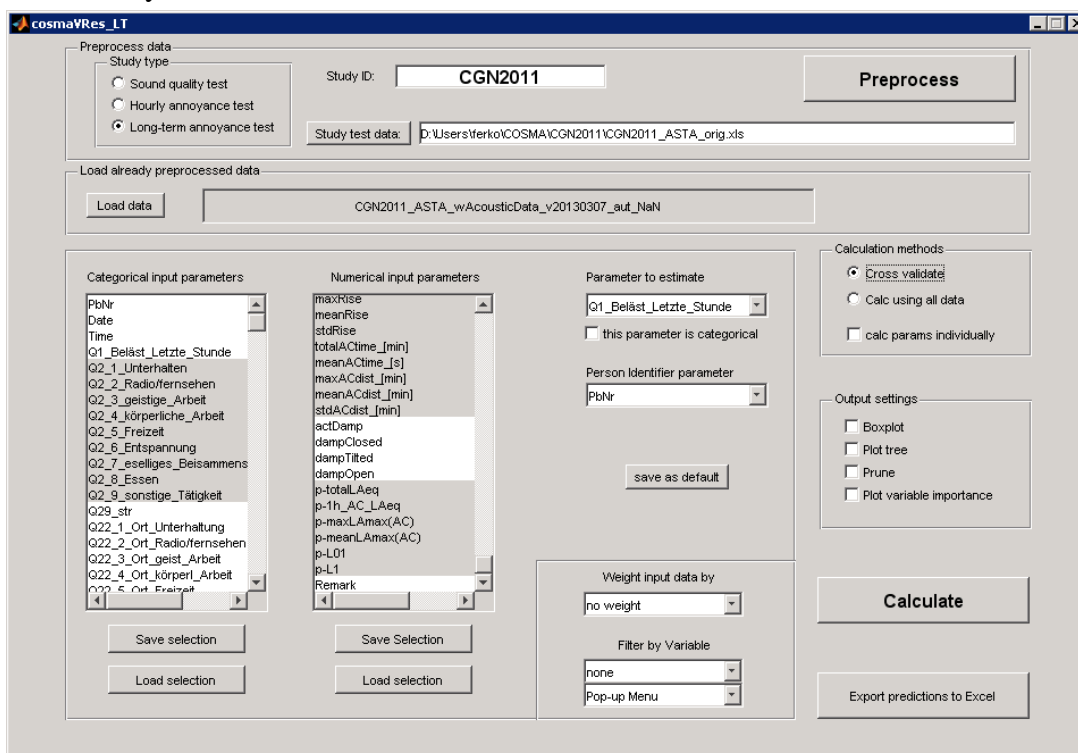 cosmaVRes_LT
Preprocess data
Study type
Sound quality test
Hourly annoyance test
Long-term annoyance test
Study ID:
CGN2011
Preprocess
Study test data:
D:\Users\ferko\COSMA\CGN2011\CGN2011_ASTA_orig.xls
Load already preprocessed data
Load data
CGN2011_ASTA_wAcousticData_v20130307_aut_NaN
Categorical input parameters
PbNr
Date
Time
Q1_Beläst_Letzte_Stunde
Q2_1_Unterhalten
Q2_2_Radio/fernsehen
Q2_3_geistige_Arbeit
Q2_4_körperliche_Arbeit
Q2_5_Freizeit
Q2_6_Entspannung
Q2_7_eselliges_Beisammens
Q2_8_Essen
Q2_9_sonstige_Tätigkeit
Q29_str
Q22_1_Ort_Unterhaltung
Q22_2_Ort_Radio/fernsehen
Q22_3_Ort_geist_Arbeit
Q22_4_Ort_körperl_Arbeit
Q22_5_Ort_Freizeit
Save selection
Load selection
Numerical input parameters
maxRise
meanRise
stdRise
totalACtime_[min]
meanACtime_[s]
maxACdist_[min]
meanACdist_[min]
stdACdist_[min]
actDamp
dampClosed
dampTilted
dampOpen
p-totalLAeq
p-1h_AC_LAeq
p-maxLAmax(AC)
p-meanLAmax(AC)
p-L01
p-L1
Remark
Save Selection
Load selection
Parameter to estimate
Q1_Beläst_Letzte_Stunde
this parameter is categorical
Person Identifier parameter
PbNr
save as default
Weight input data by
no weight
Filter by Variable
none
Pop-up Menu
Calculation methods
Cross validate
Calc using all data
calc params individually
Output settings
Boxplot
Plot tree
Prune
Plot variable importance
Calculate
Export predictions to Excel